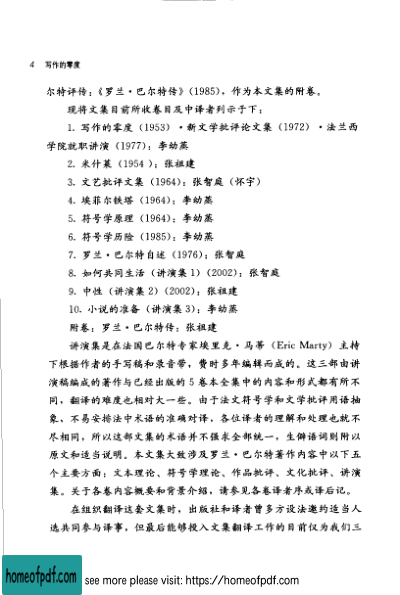 4 写作的零度
尔特评传:《罗兰·巴尔特传》(1985),作为本文集的附卷。
现将文集目前所收卷目及中译者列示于下:
1. 写作的零度(1953)·新文学批评论文集(1972)·法兰西
学院就职讲演(1977):李幼蒸
2. 米什莱(1954):张祖建
3. 文艺批评文集(1964):张智庭(怀宇)
4. 埃菲尔铁塔(1964):李幼蒸
5. 符号学原理(1964):李幼蒸
6. 符号学历险(1985):李幼蒸
7. 罗兰·巴尔特自述(1976):张智庭
8. 如何共同生活(讲演集1)(2002):张智庭
9. 中性(讲演集2)(2002):张祖建
10. 小说的准备(讲演集3):李幼蒸
附卷:罗兰·巴尔特传:张祖建
讲演集是在法国巴尔特专家埃里克·马蒂(Eric Marty)主持
下根据作者的手写稿和录音带,费时多年编辑而成的。这三部由讲
演稿编成的著作与已经出版的5卷本全集中的内容和形式都有所不
同,翻译的难度也相对大一些。由于法文符号学和文学批评用语抽
象,不易安排法中术语的准确对译,各位译者的理解和处理也就不
尽相同,所以这部文集的术语并不强求全部统一,生僻语词则附以
原文和适当说明。本文集大致涉及罗兰·巴尔特著作内容中以下五
个主要方面:文本理论、符号学理论、作品批评、文化批评、讲演
集。关于各卷内容概要和背景介绍,请参见各卷译者序或译后记。
在组织翻译这套文集时,出版社和译者曾多方设法邀约适当人
选共同参与译事,但最后能够投入文集翻译工作的目前仅为我们三
homeofpdf.com
see more please visit: https://homeofpdf.com